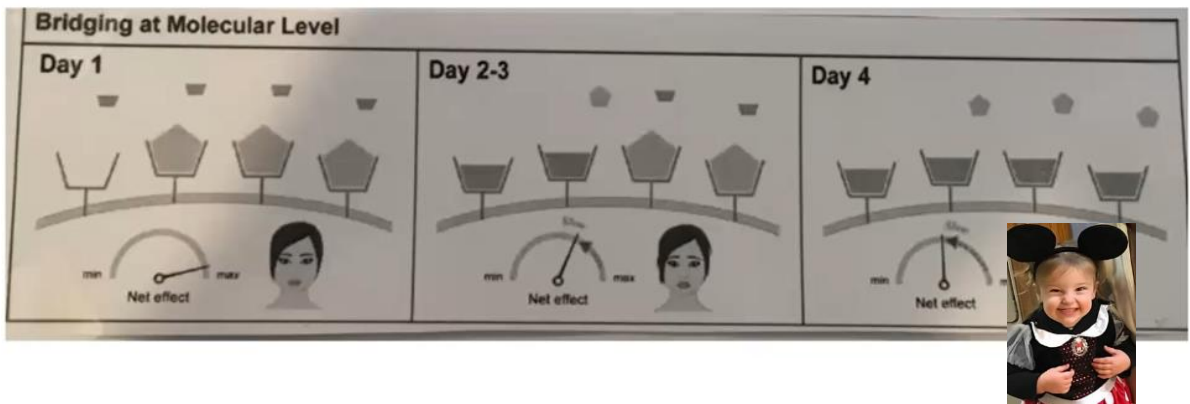 Bridging at Molecular Level
Day 1
Day 2-3
Day 4
min
max
Net effect
min
max
Net effect
min
Net effect